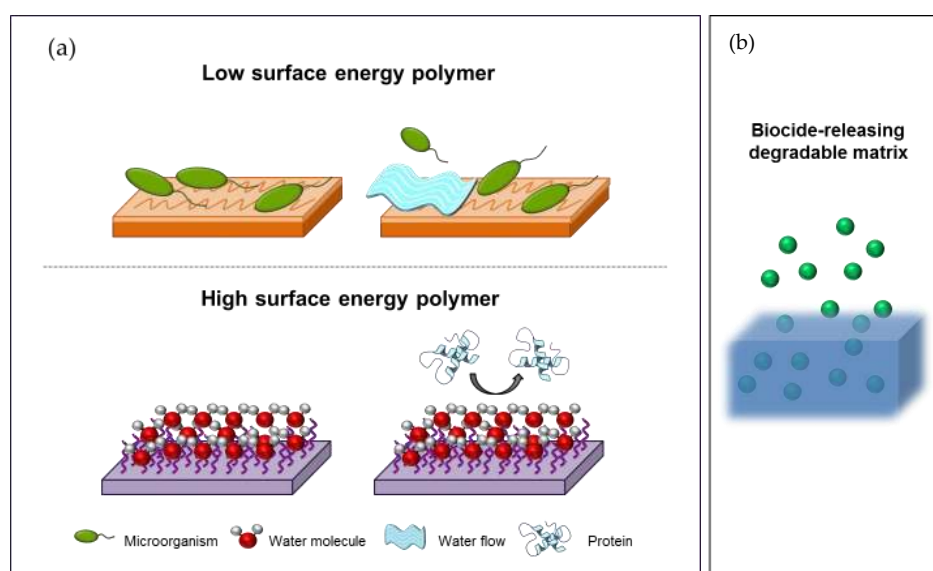 (a)
Low surface energy polymer
High surface energy polymer
Microorganism
Water molecule
Water flow
Protein
(b)
Biocide-releasing
degradable matrix